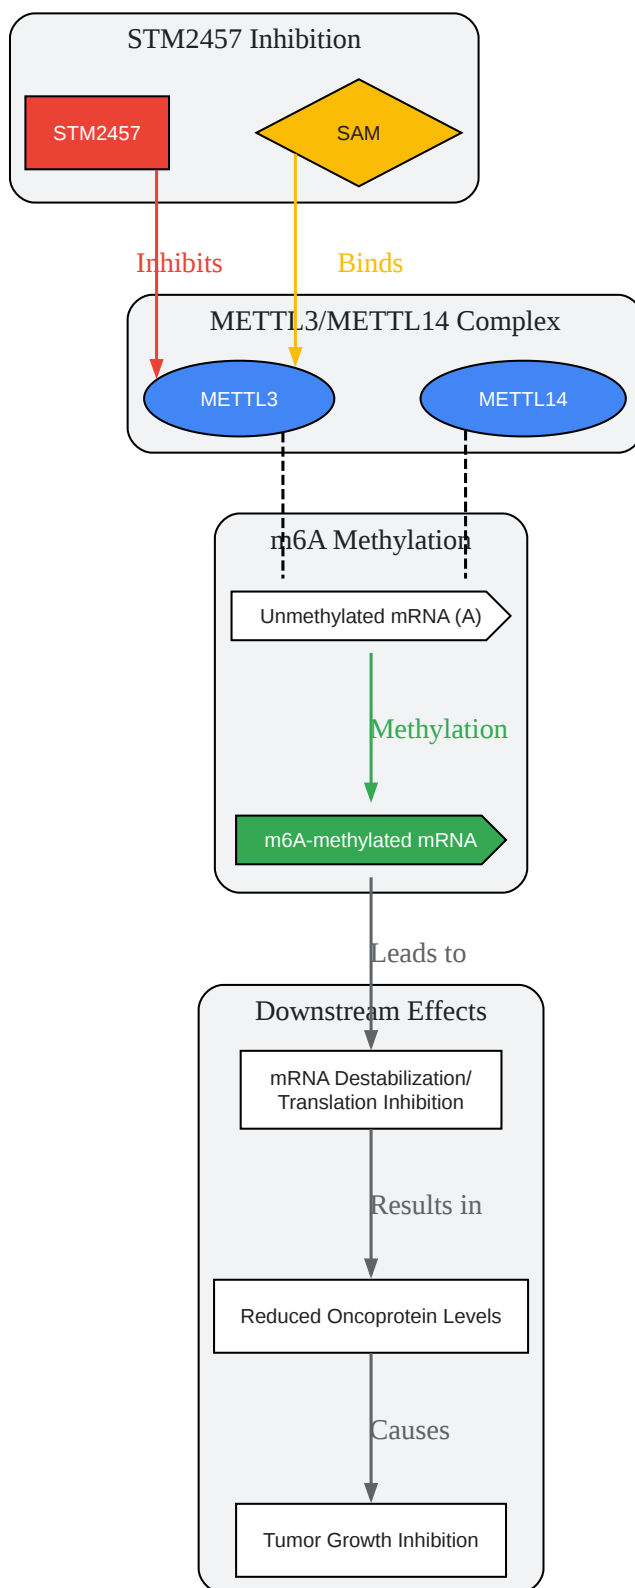 STM2457 Inhibition
STM2457
SAM
Inhibits
Binds
METTL3/METTL14 Complex
METTL3
METTL14
m6A Methylation
Unmethylated mRNA (A)
Methylation
m6A-methylated mRNA
Leads to
Downstream Effects
mRNA Destabilization/
Translation Inhibition
Results in
Reduced Oncoprotein Levels
Causes
Tumor Growth Inhibition